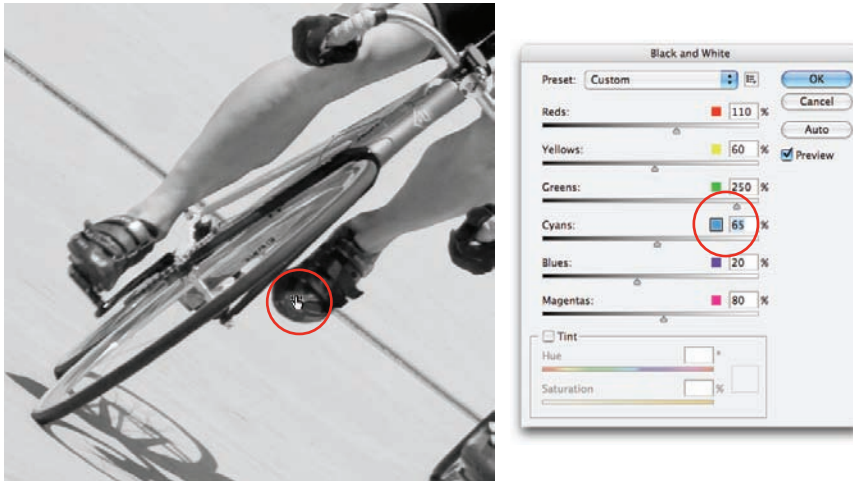 Black and White
Preset: Custom
OK
Reds: 110 %
Cancel
Auto
Yellows: 60 %
Preview
Greens: 250 %
Cyans: 65 %
Blues: 20 %
Magentas: 80 %
Tint
Hue °
Saturation %